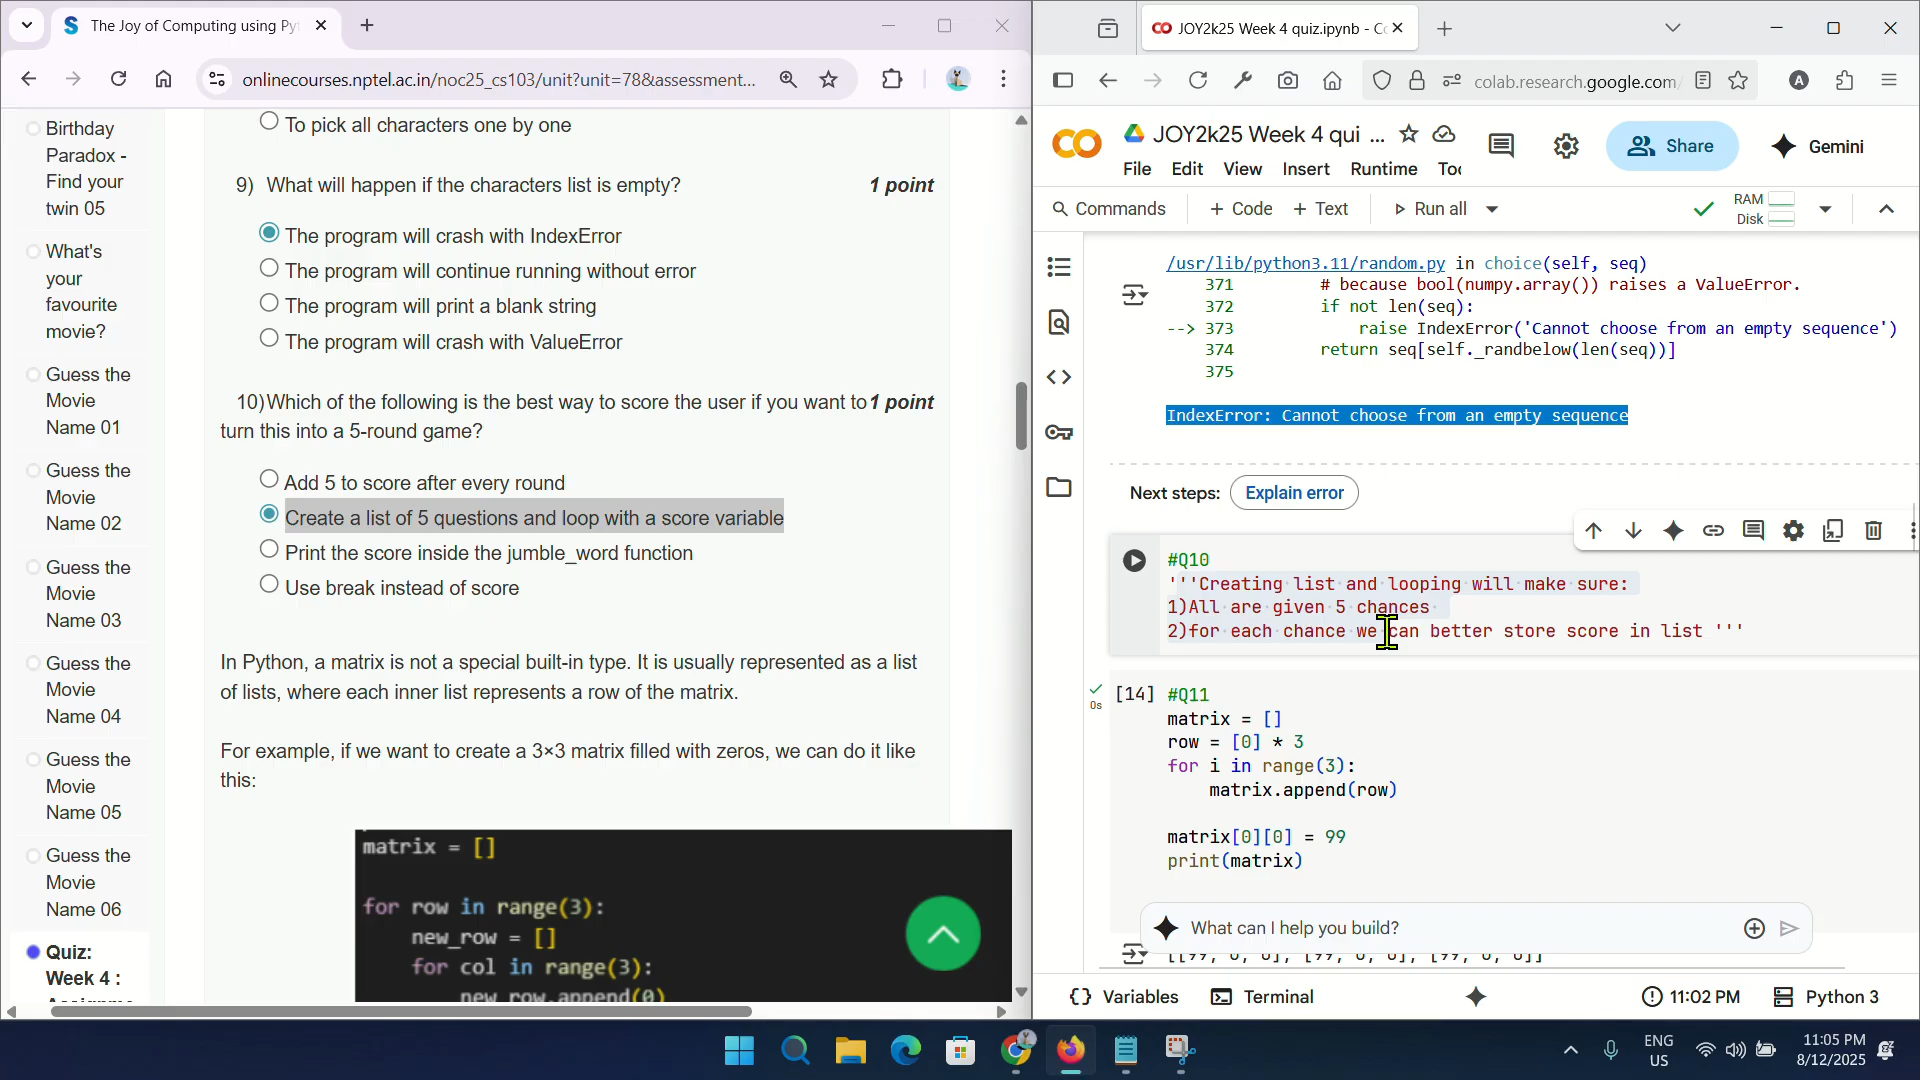 The Joy of Computing using Py
onlinecourses.nptel.ac.in/noc25_cs103/unit?unit=78&assessment...
Birthday
Paradox -
Find your
twin 05
What's
your
favourite
movie?
Guess the
Movie
Name 01
Guess the
Movie
Name 02
Guess the
Movie
Name 03
Guess the
Movie
Name 04
Guess the
Movie
Name 05
Guess the
Movie
Name 06
Quiz:
Week 4 :
To pick all characters one by one
9) What will happen if the characters list is empty? 1 point
The program will crash with IndexError
The program will continue running without error
The program will print a blank string
The program will crash with ValueError
10) Which of the following is the best way to score the user if you want to 1 point
turn this into a 5-round game?
Add 5 to score after every round
Create a list of 5 questions and loop with a score variable
Print the score inside the jumble_word function
Use break instead of score
In Python, a matrix is not a special built-in type. It is usually represented as a list
of lists, where each inner list represents a row of the matrix.
For example, if we want to create a 3×3 matrix filled with zeros, we can do it like
this:
matrix = []
for row in range(3):
new_row = []
for col in range(3):
new_row.append(0)
JOY2k25 Week 4 quiz.ipynb - Co
colab.research.google.com
A
JOY2k25 Week 4 qui ...
Share
Gemini
File Edit View Insert Runtime Too
Commands + Code + Text Run all
RAM
Disk
/usr/lib/python3.11/random.py in choice(self, seq)
371 # because bool(numpy.array()) raises a ValueError.
372 if not len(seq):
--> 373 raise IndexError('Cannot choose from an empty sequence')
374 return seq[self._randbelow(len(seq))]
375
IndexError: Cannot choose from an empty sequence
Next steps: Explain error
#Q10
'''Creating list and looping will make sure:
1)All are given 5 chances
2)for each chance we can better store score in list '''
[14] #Q11
0s
matrix = []
row = [0] * 3
for i in range(3):
matrix.append(row)
matrix[0][0] = 99
print(matrix)
What can I help you build?
[[99, 0, 0], [99, 0, 0], [99, 0, 0]]
{} Variables Terminal 11:02 PM Python 3
ENG
US
11:05 PM
8/12/2025